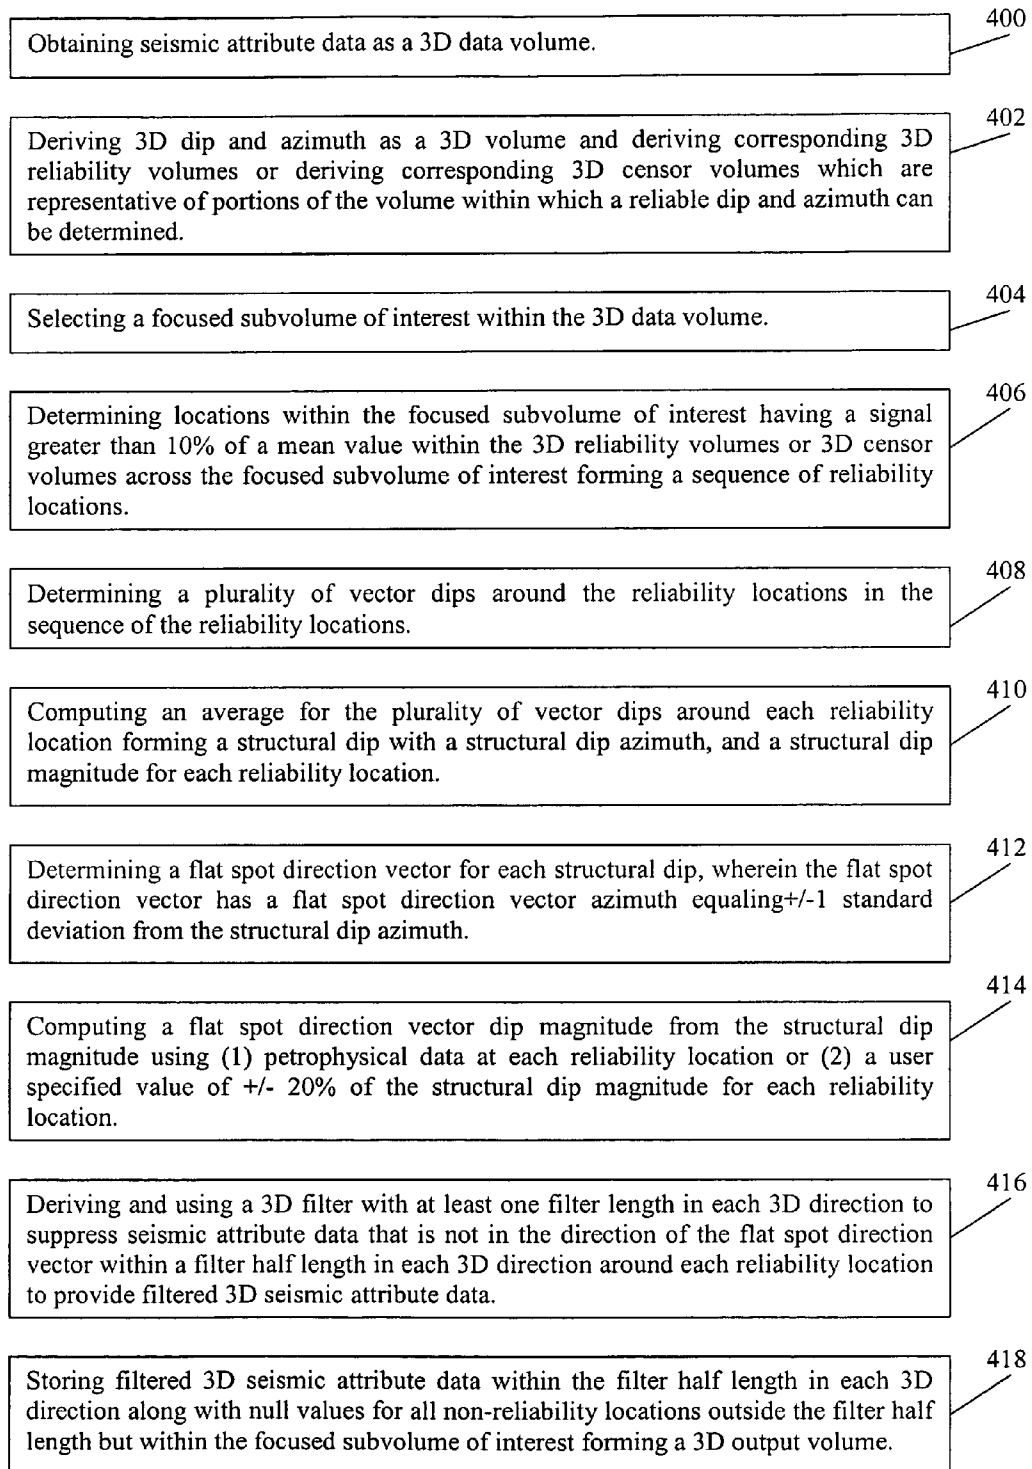 400
Obtaining seismic attribute data as a 3D data volume.
402
Deriving 3D dip and azimuth as a 3D volume and deriving corresponding 3D
reliability volumes or deriving corresponding 3D censor volumes which are
representative of portions of the volume within which a reliable dip and azimuth can
be determined.
404
Selecting a focused subvolume of interest within the 3D data volume.
406
Determining locations within the focused subvolume of interest having a signal
greater than 10% of a mean value within the 3D reliability volumes or 3D censor
volumes across the focused subvolume of interest forming a sequence of reliability
locations.
408
Determining a plurality of vector dips around the reliability locations in the
sequence of the reliability locations.
410
Computing an average for the plurality of vector dips around each reliability
location forming a structural dip with a structural dip azimuth, and a structural dip
magnitude for each reliability location.
412
Determining a flat spot direction vector for each structural dip, wherein the flat spot
direction vector has a flat spot direction vector azimuth equaling+/-1 standard
deviation from the structural dip azimuth.
414
Computing a flat spot direction vector dip magnitude from the structural dip
magnitude using (1) petrophysical data at each reliability location or (2) a user
specified value of +/- 20% of the structural dip magnitude for each reliability
location.
416
Deriving and using a 3D filter with at least one filter length in each 3D direction to
suppress seismic attribute data that is not in the direction of the flat spot direction
vector within a filter half length in each 3D direction around each reliability location
to provide filtered 3D seismic attribute data.
418
Storing filtered 3D seismic attribute data within the filter half length in each 3D
direction along with null values for all non-reliability locations outside the filter half
length but within the focused subvolume of interest forming a 3D output volume.